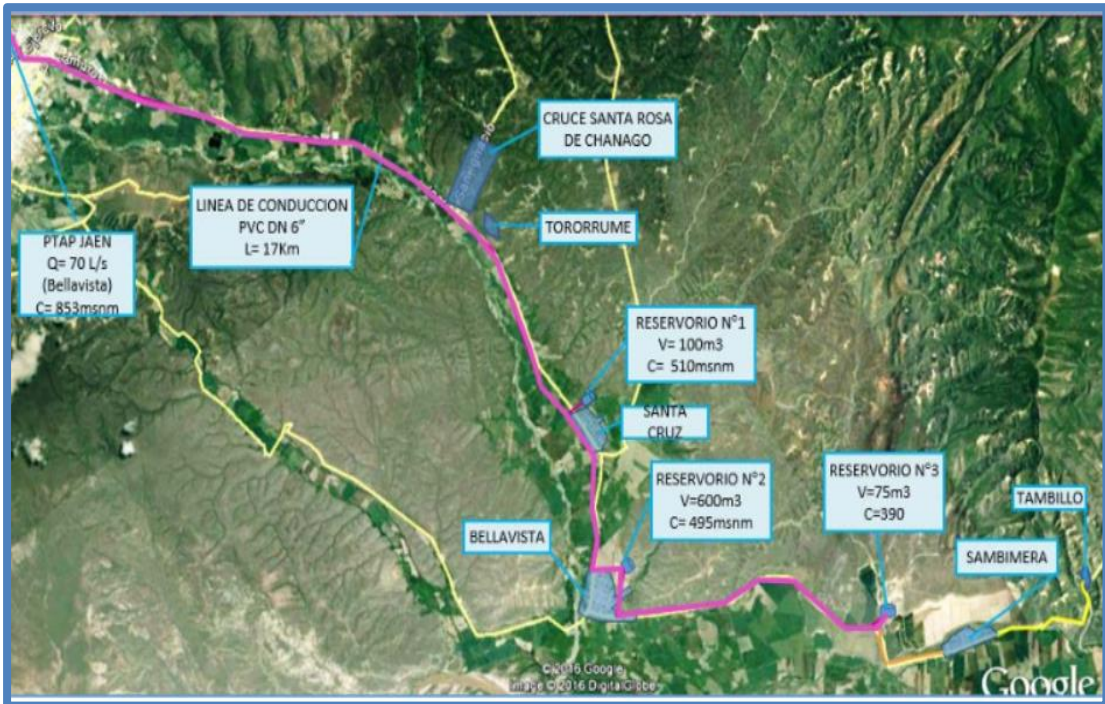 CRUCE SANTA ROSA
DE CHANAGO
LINEA DE CONDUCCION
PVC DN 6"
L= 17Km
TORORRUME
PTAP JAEN
Q= 70 L/s
(Bellavista)
C= 853msnm
RESERVORIO N°1
V= 100m3
C= 510msnm
SANTA
CRUZ
RESERVORIO N°2
V=600m3
C= 495msnm
RESERVORIO N°3
V=75m3
C=390
TAMBILLO
BELLAVISTA
SAMBIMERA
© 2016 Google
Image © 2016 DigitalGlobe
Google